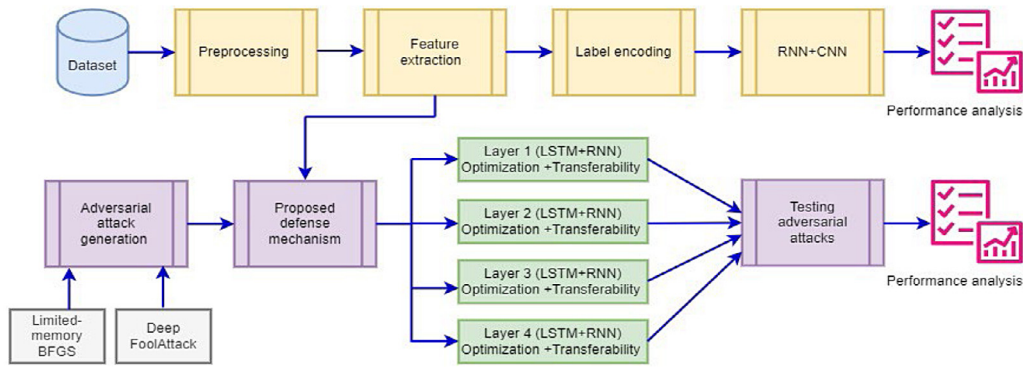 Dataset
Preprocessing
Feature
extraction
Label encoding
RNN+CNN
Performance analysis
Layer 1 (LSTM+RNN)
Optimization +Transferability
Adversarial
attack
generation
Proposed
defense
mechanism
Layer 2 (LSTM+RNN)
Optimization +Transferability
Layer 3 (LSTM+RNN)
Optimization +Transferability
Layer 4 (LSTM+RNN)
Optimization +Transferability
Testing
adversarial
attacks
Performance analysis
Limited-
memory
BFGS
Deep
FoolAttack